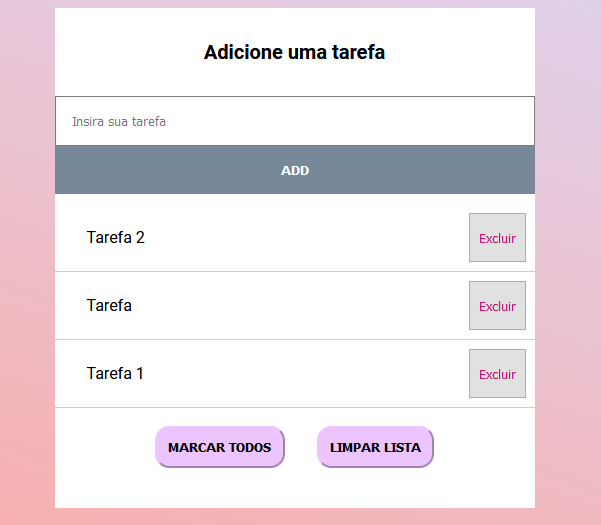 Adicione uma tarefa
Insira sua tarefa
ADD
Tarefa 2
Excluir
Tarefa
Excluir
Tarefa 1
Excluir
MARCAR TODOS
LIMPAR LISTA